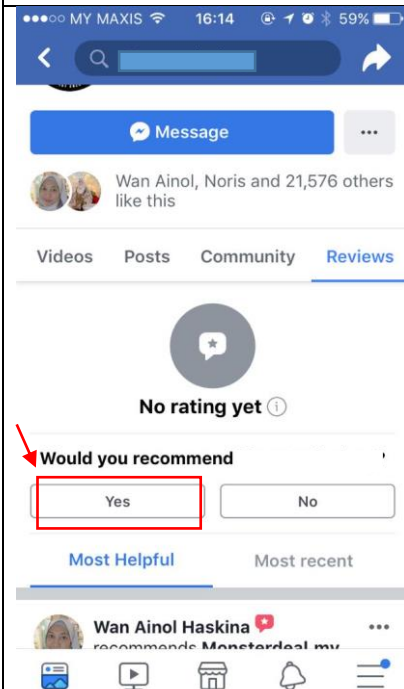 MY MAXIS 16:14 59%
Message
Wan Ainol, Noris and 21,576 others
like this
Videos Posts Community Reviews
No rating yet
Would you recommend
Yes No
Most Helpful Most recent
Wan Ainol Haskina
recommends Monsterdeal.my